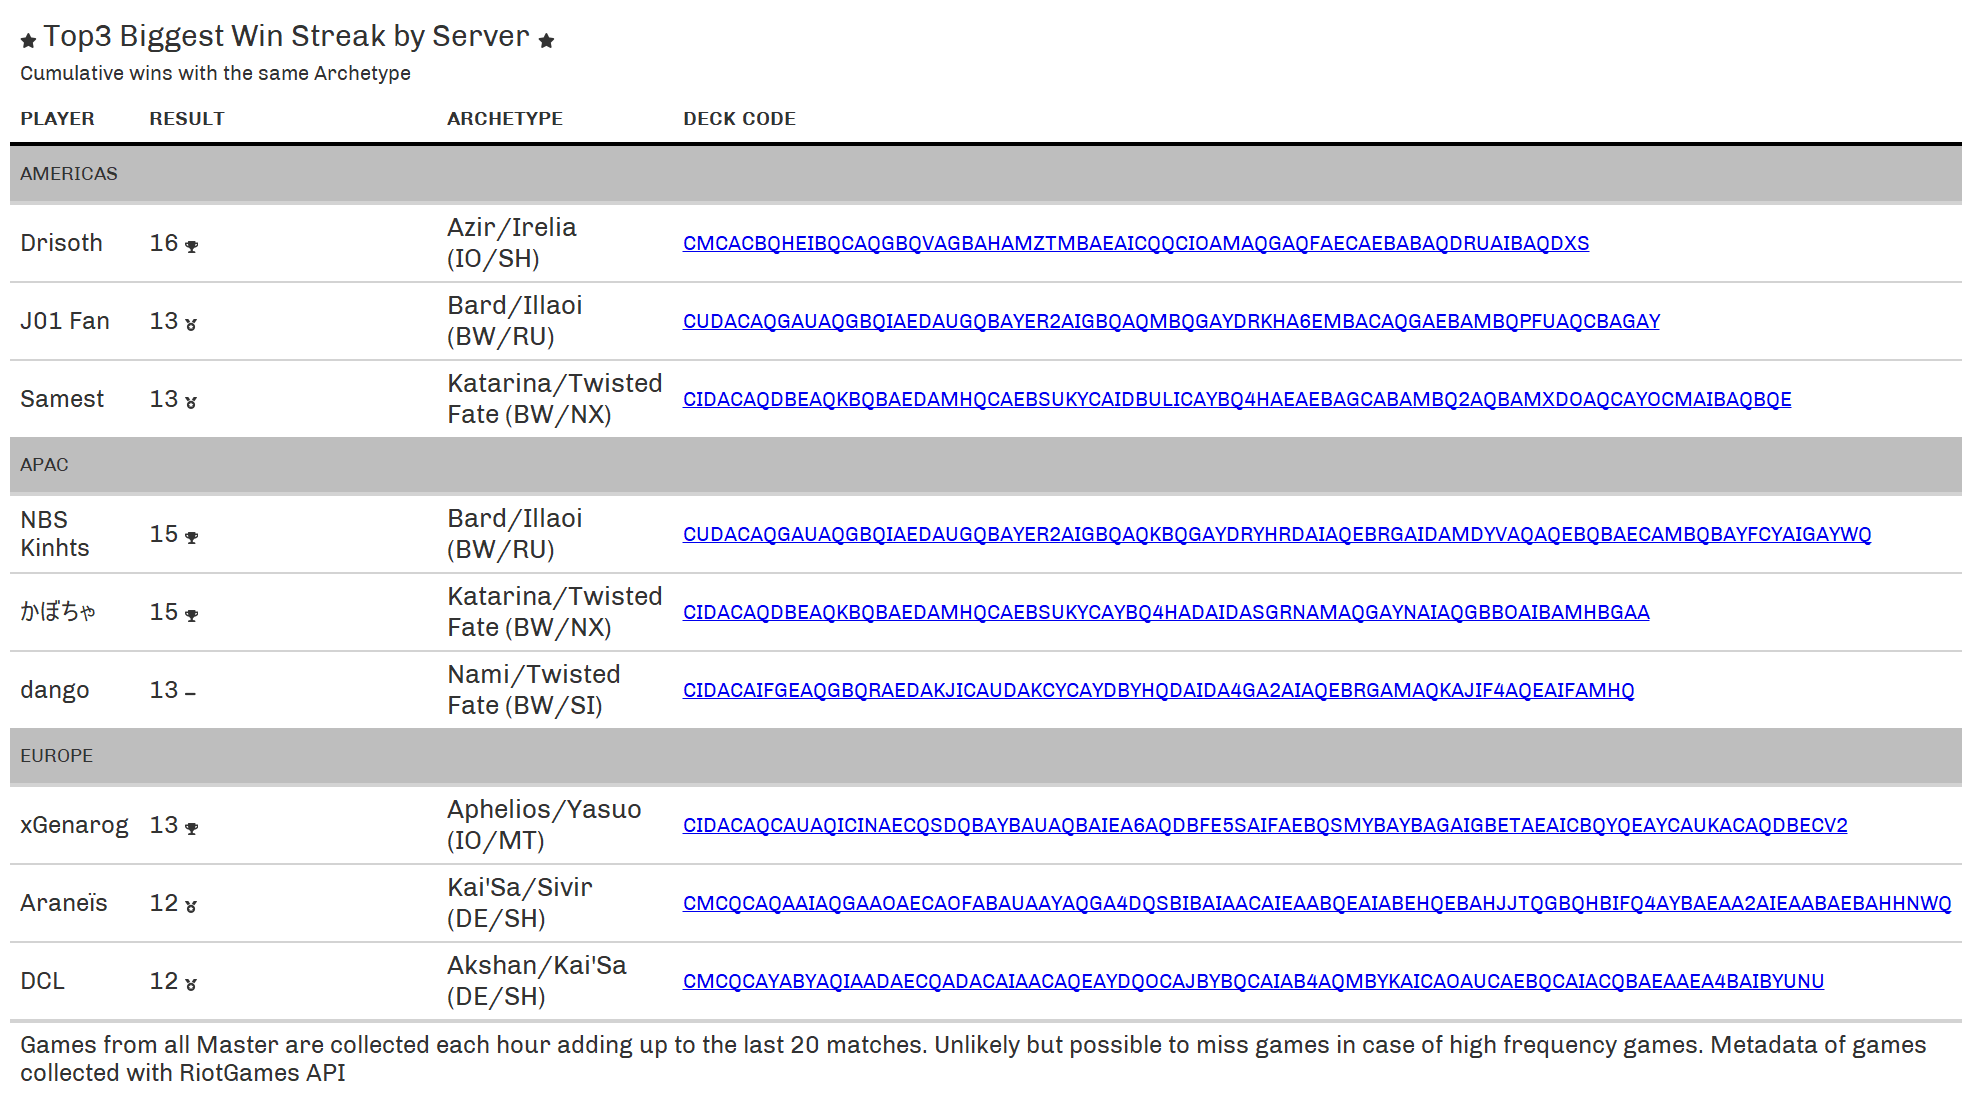 ★ Top3 Biggest Win Streak by Server ★
Cumulative wins with the same Archetype
PLAYER RESULT ARCHETYPE DECK CODE
AMERICAS
Drisoth 16 Azir/Irelia (IO/SH) CMCACBQHEIBQCAQGBQVAGBAHAMZTMBAEAICQQCIOAMAQGAQFAECAEBABAQDRUAIBAQDXS
J01 Fan 13 Bard/Illaoi (BW/RU) CUDACAQGAUAQGBQIAEDAUGQBAYER2AIGBQAQMBQGAYDRKHA6EMBACAQGAEBAMBQPFUAQCBAGAY
Samest 13 Katarina/Twisted Fate (BW/NX) CIDACAQDBEAQKBQBAEDAMHQCAEBSUKYCAIDBULICAYBQ4HAEAEBAGCABAMBQ2AQBAMXDOAQCAYOCMAIBAQBQE
APAC
NBS Kinhts 15 Bard/Illaoi (BW/RU) CUDACAQGAUAQGBQIAEDAUGQBAYER2AIGBQAQKBQGAYDRYHRDAIAQEBRGAIDAMDYVAQAQEBQBAECAMBQBAYFCYAIGAYWQ
かぼちゃ 15 Katarina/Twisted Fate (BW/NX) CIDACAQDBEAQKBQBAEDAMHQCAEBSUKYCAYBQ4HADAIDASGRNAMAQGAYNAIAQGBBOAIBAMHBGAA
dango 13 – Nami/Twisted Fate (BW/SI) CIDACAIFGEAQGBQRAEDAKJICAUDAKCYCAYDBYHQDAIDA4GA2AIAQEBRGAMAQKAJIF4AQEAIFAMHQ
EUROPE
xGenarog 13 Aphelios/Yasuo (IO/MT) CIDACAQCAUAQICINAECQSDQBAYBAUAQBAIEA6AQDBFE5SAIFAEBQSMYBAYBAGAIGBETAEAICBQYQEAYCAUKACAQDBECV2
Araneïs 12 Kai'Sa/Sivir (DE/SH) CMCQCAQAAIAQGAAOAECAOFABAUAAYAQGA4DQSBIBAIAACAIEAABQEAIABEHQEBAHJJTQGBQHBIFQ4AYBAEAA2AIEAABAEBAHHNWQ
DCL 12 Akshan/Kai'Sa (DE/SH) CMCQCAYABYAQIAADAECQADACAIAACAQEAYDQOCAJBYBQCAIAB4AQMBYKAICAOAUCAEBQCAIACQBAEAAEA4BAIBYUNU
Games from all Master are collected each hour adding up to the last 20 matches. Unlikely but possible to miss games in case of high frequency games. Metadata of games
collected with RiotGames API